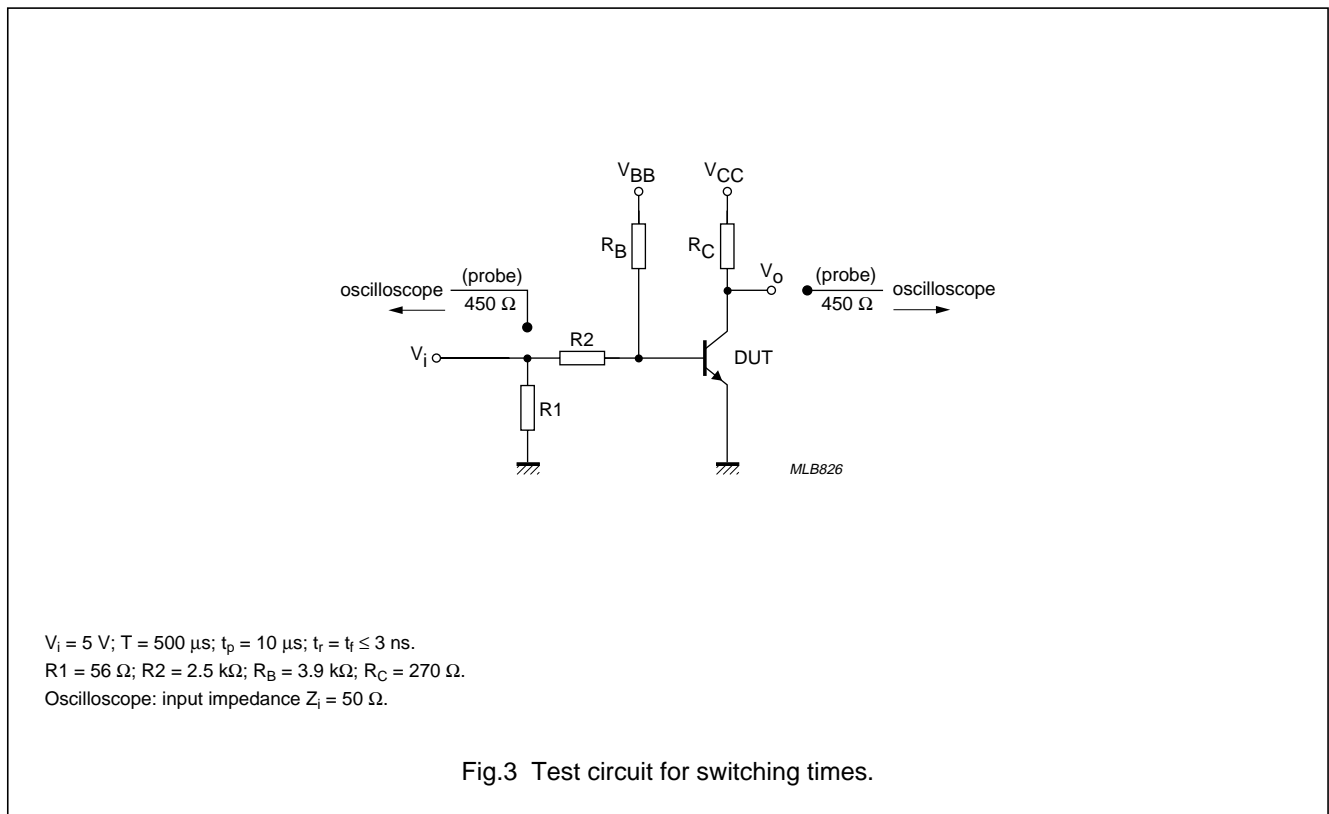 VBB
VCC
RB
RC
Vo
(probe)
450 Ω
oscilloscope
(probe)
450 Ω
oscilloscope
R2
Vi
DUT
R1
MLB826
Vi = 5 V; T = 500 μs; tp = 10 μs; tr = tf ≤ 3 ns.
R1 = 56 Ω; R2 = 2.5 kΩ; RB = 3.9 kΩ; RC = 270 Ω.
Oscilloscope: input impedance Zi = 50 Ω.
Fig.3 Test circuit for switching times.